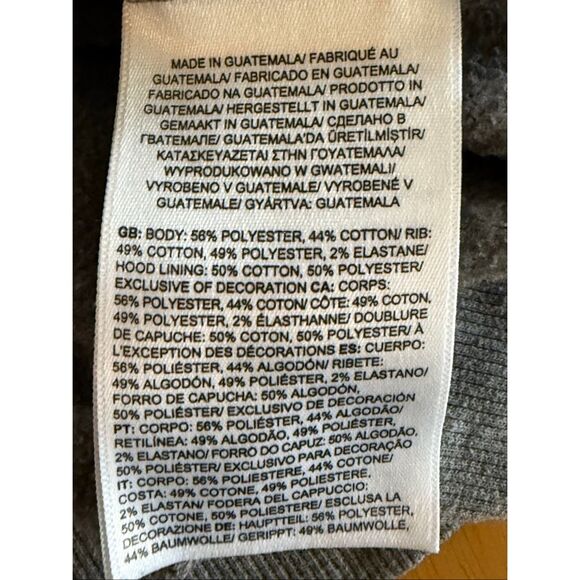 MADE IN GUATEMALA/ FABRIQUÉ AU
GUATEMALA/ FABRICADO EN GUATEMALA/
FABRICADO NA GUATEMALA/ PRODOTTO IN
GUATEMALA/ HERGESTELLT IN GUATEMALA/
GEMAAKT IN GUATEMALA/ СДЕЛАНО В
ГВАТЕМАЛЕ/ GUATEMALA'DA ÜRETİLMİŞTİR/
ΚΑΤΑΣΚΕΥΑΖΕΤΑΙ ΣΤΗΝ ΓΟΥΑΤΕΜΑΛΑ/
WYPRODUKOWANO W GWATEMALI/
VYROBENO V GUATEMALE/ VYROBENÉ V
GUATEMALE/ GYÁRTVA: GUATEMALA
GB: BODY: 56% POLYESTER, 44% COTTON/ RIB:
49% COTTON, 49% POLYESTER, 2% ELASTANE/
HOOD LINING: 50% COTTON, 50% POLYESTER/
EXCLUSIVE OF DECORATION CA: CORPS:
56% POLYESTER, 44% COTON/ CÔTE: 49% COTON,
49% POLYESTER, 2% ÉLASTHANNE/ DOUBLURE
DE CAPUCHE: 50% COTON, 50% POLYESTER/ À
L'EXCEPTION DES DÉCORATIONS ES: CUERPO:
56% POLIÉSTER, 44% ALGODÓN/ RIBETE:
49% ALGODÓN, 49% POLIÉSTER, 2% ELASTANO/
FORRO DE CAPUCHA: 50% ALGODÓN,
50% POLIÉSTER/ EXCLUSIVO DE DECORACIÓN
PT: CORPO: 56% POLIÉSTER, 44% ALGODÃO/
RETILÍNEA: 49% ALGODÃO, 49% POLIÉSTER,
2% ELASTANO/ FORRO DO CAPUZ: 50% ALGODÃO,
50% POLIÉSTER/ EXCLUSIVO PARA DECORAÇÃO
IT: CORPO: 56% POLIESTERE, 44% COTONE/
COSTA: 49% COTONE, 49% POLIESTERE,
2% ELASTAN/ FODERA DEL CAPPUCCIO:
50% COTONE, 50% POLIESTERE/ ESCLUSA LA
DECORAZIONE DE: HAUPTTEIL: 56% POLYESTER,
44% BAUMWOLLE/ GERIPPT: 49% BAUMWOLLE,